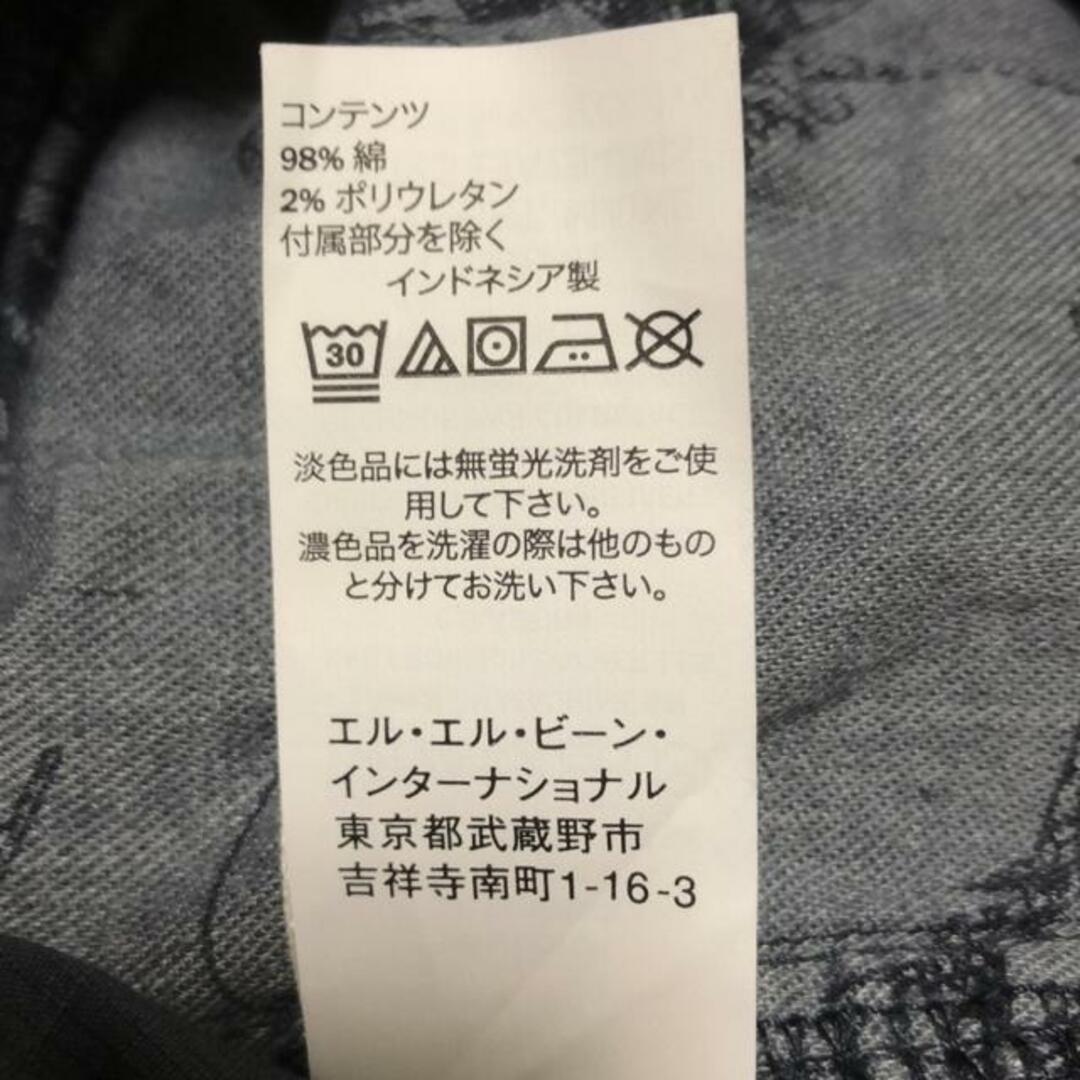 コンテンツ
98% 綿
2% ポリウレタン
付属部分を除く
インドネシア製
30
淡色品には無蛍光洗剤をご使
用して下さい。
濃色品を洗濯の際は他のもの
と分けてお洗い下さい。
エル・エル・ビーン・
インターナショナル
東京都武蔵野市
吉祥寺南町1-16-3